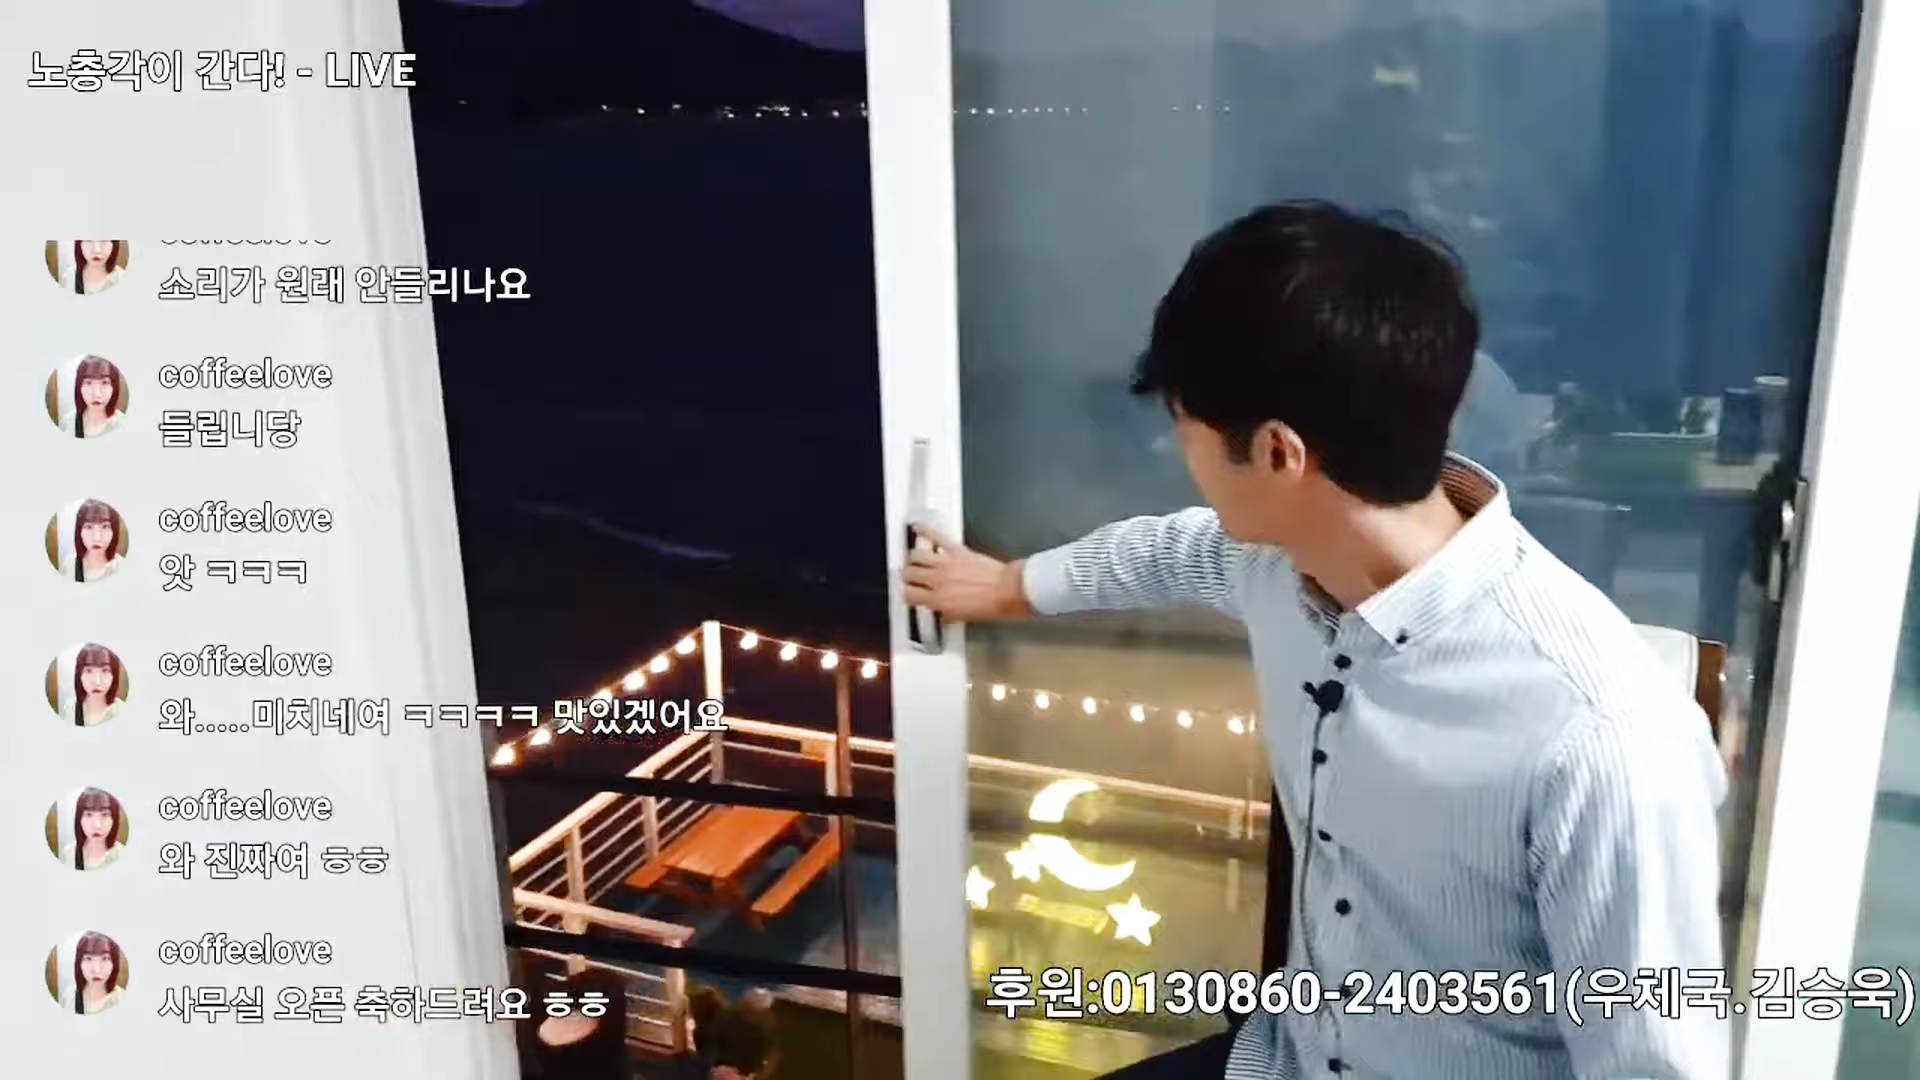 노총각이 간다! - LIVE
소리가 원래 안들리나요
coffeelove
들립니당
coffeelove
앗 ㅋㅋㅋ
coffeelove
와.....미치네여 ㅋㅋㅋㅋ 맛있겠어요
coffeelove
와 진짜여 ㅎㅎ
coffeelove
사무실 오픈 축하드려요 ㅎㅎ
후원:0130860-2403561(우체국.김승욱)